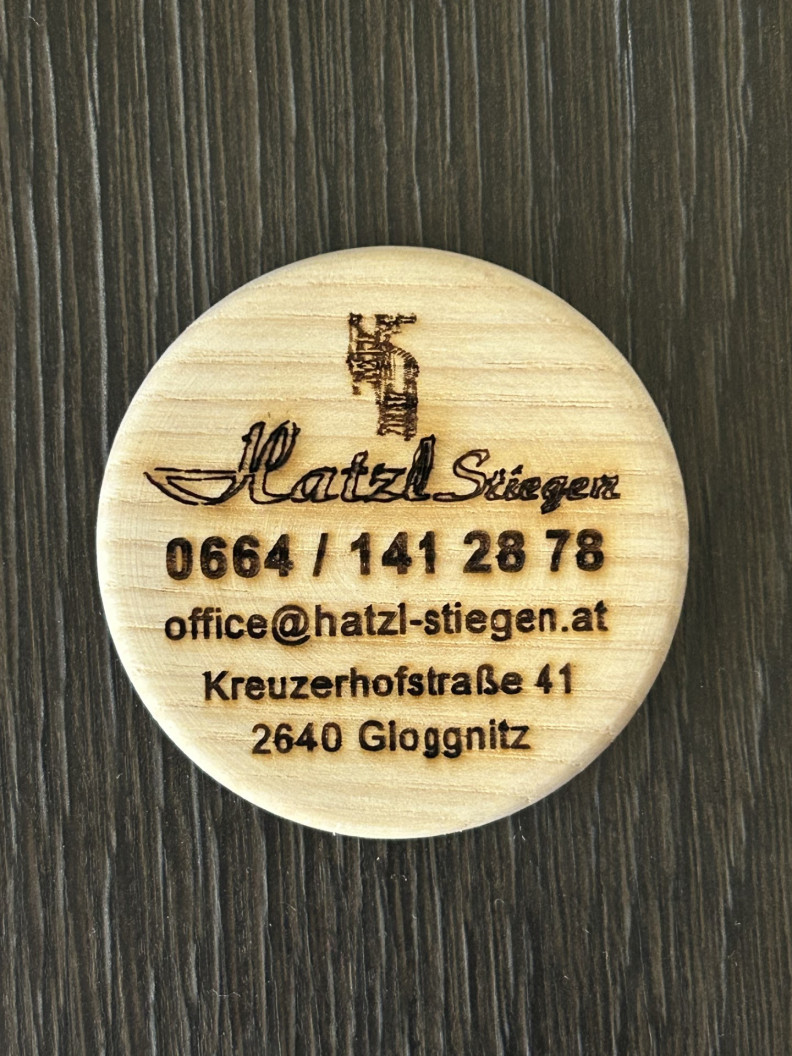 Hatzl Stiegen
0664 / 141 28 78
office@hatzl-stiegen.at
Kreuzerhofstraße 41
2640 Gloggnitz